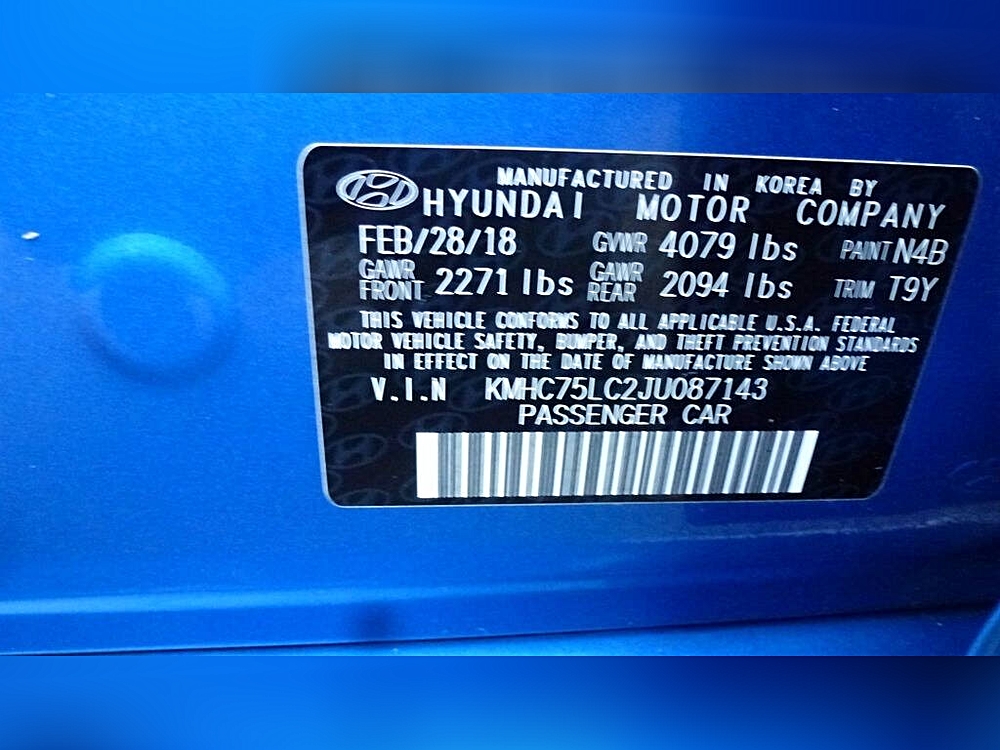 MANUFACTURED IN KOREA BY
HYUNDAI MOTOR COMPANY
FEB/28/18 GVWR 4079 lbs PAINT N4B
GAWR FRONT 2271 lbs GAWR REAR 2094 lbs TRIM T9Y
THIS VEHICLE CONFORMS TO ALL APPLICABLE U.S.A. FEDERAL
MOTOR VEHICLE SAFETY, BUMPER, AND THEFT PREVENTION STANDARDS
IN EFFECT ON THE DATE OF MANUFACTURE SHOWN ABOVE
V.I.N KMHC75LC2JU087143
PASSENGER CAR